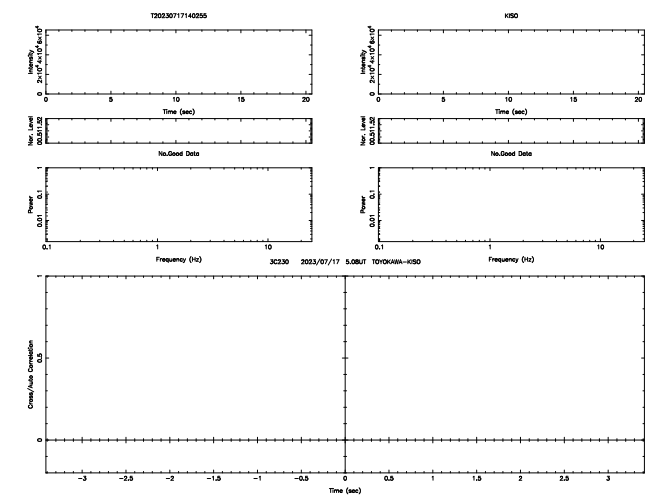 T20230717140255 KISO
Intensity 0 2×10⁴ 4×10⁴ 6×10⁴ Intensity 0 2×10⁴ 4×10⁴ 6×10⁴
0 5 10 15 20 0 5 10 15 20
Time (sec) Time (sec)
Nor. Level 00.511.52 Nor. Level 00.511.52
No.Good Data No.Good Data
Power 0.01 0.1 1 Power 0.01 0.1 1
0.1 1 10 0.1 1 10
Frequency (Hz) Frequency (Hz)
3C230 2023/07/17 5.08UT TOYOKAWA-KISO
Cross/Auto Correlation 0 0.5 1
-3 -2.5 -2 -1.5 -1 -0.5 0 0.5 1 1.5 2 2.5 3
Time (sec)